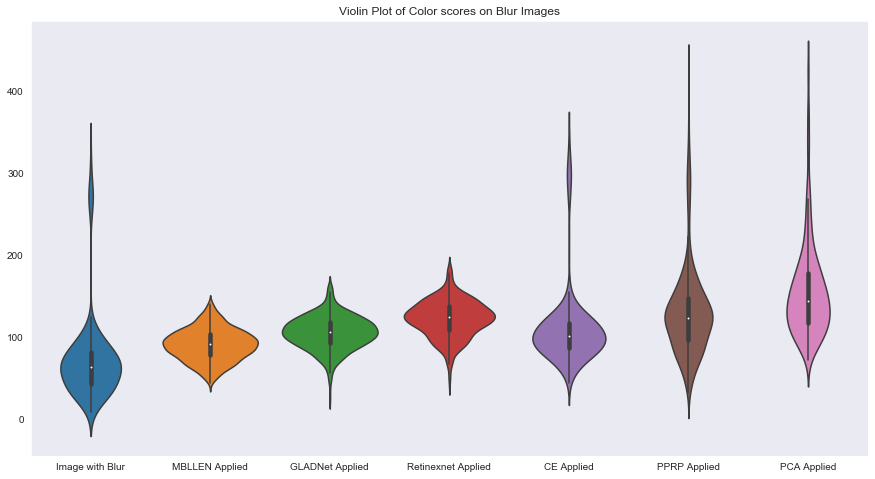 Violin Plot of Color scores on Blur Images
400
300
200
100
0
Image with Blur MBLLEN Applied GLADNet Applied Retinexnet Applied CE Applied PPRP Applied PCA Applied